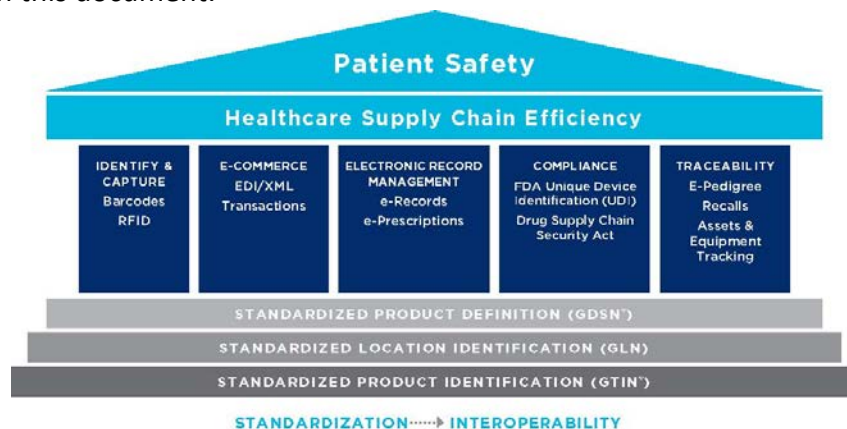 this document.
Patient Safety
Healthcare Supply Chain Efficiency
IDENTIFY &
CAPTURE
Barcodes
RFID
E-COMMERCE
EDI/XML
Transactions
ELECTRONIC RECORD
MANAGEMENT
e-Records
e-Prescriptions
COMPLIANCE
FDA Unique Device
Identification (UDI)
Drug Supply Chain
Security Act
TRACEABILITY
E-Pedigree
Recalls
Assets &
Equipment
Tracking
STANDARDIZED PRODUCT DEFINITION (GDSN®)
STANDARDIZED LOCATION IDENTIFICATION (GLN)
STANDARDIZED PRODUCT IDENTIFICATION (GTIN®)
STANDARDIZATION······▸ INTEROPERABILITY